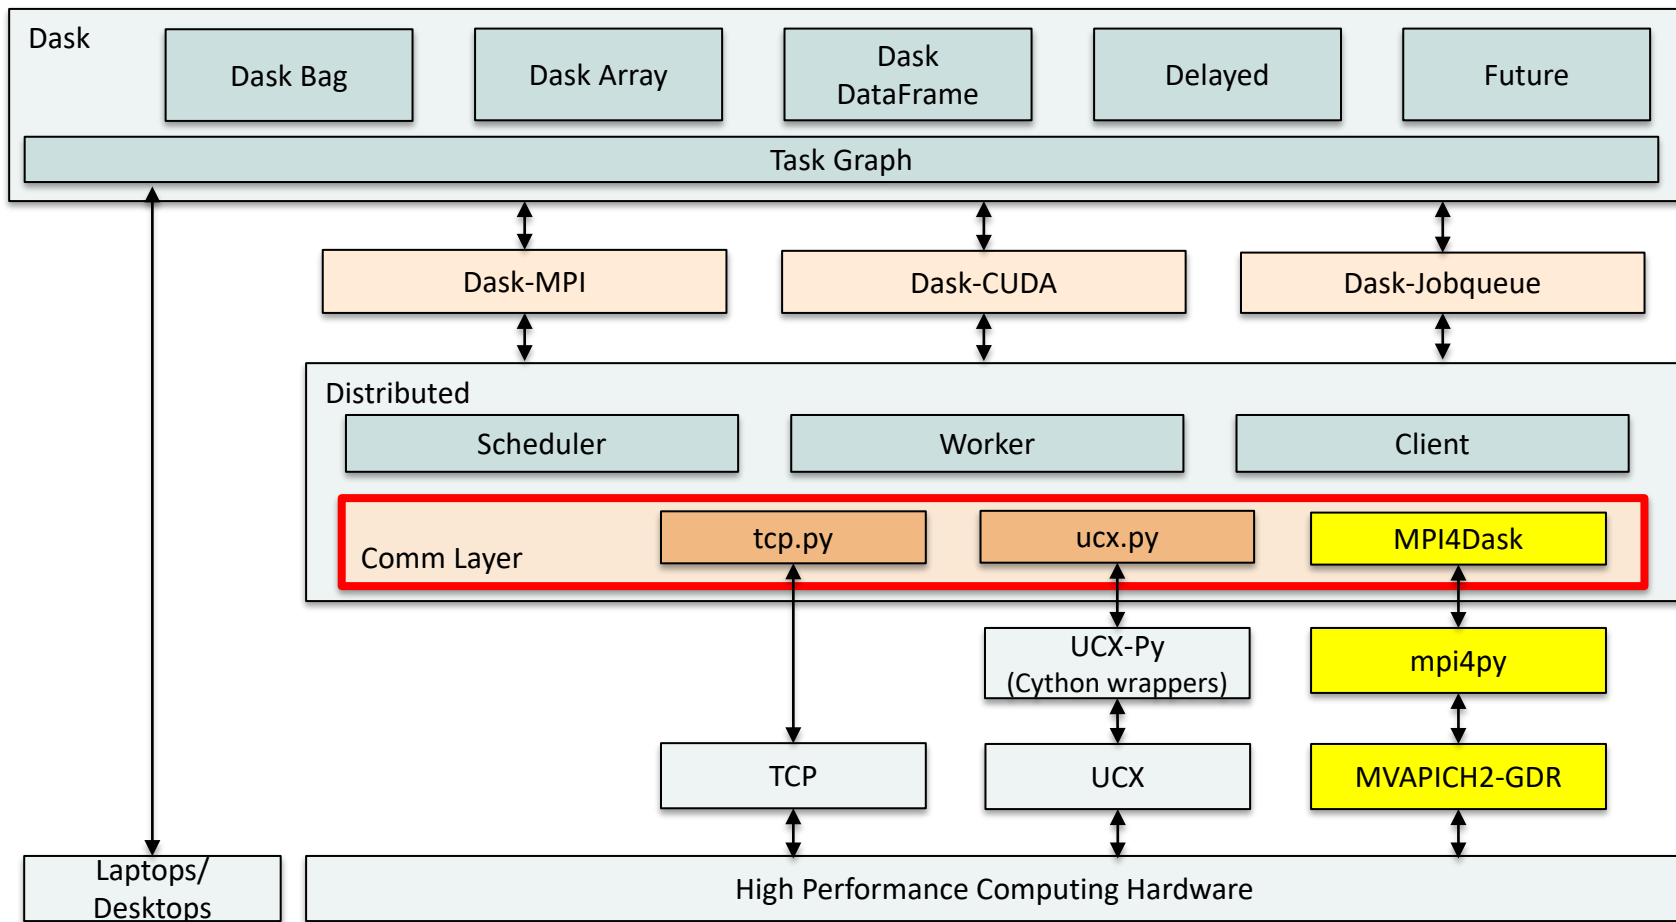 Dask
Dask Bag
Dask Array
Dask
DataFrame
Delayed
Future
Task Graph
Dask-MPI
Dask-CUDA
Dask-Jobqueue
Distributed
Scheduler
Worker
Client
Comm Layer
tcp.py
ucx.py
MPI4Dask
UCX-Py
(Cython wrappers)
mpi4py
TCP
UCX
MVAPICH2-GDR
Laptops/
Desktops
High Performance Computing Hardware